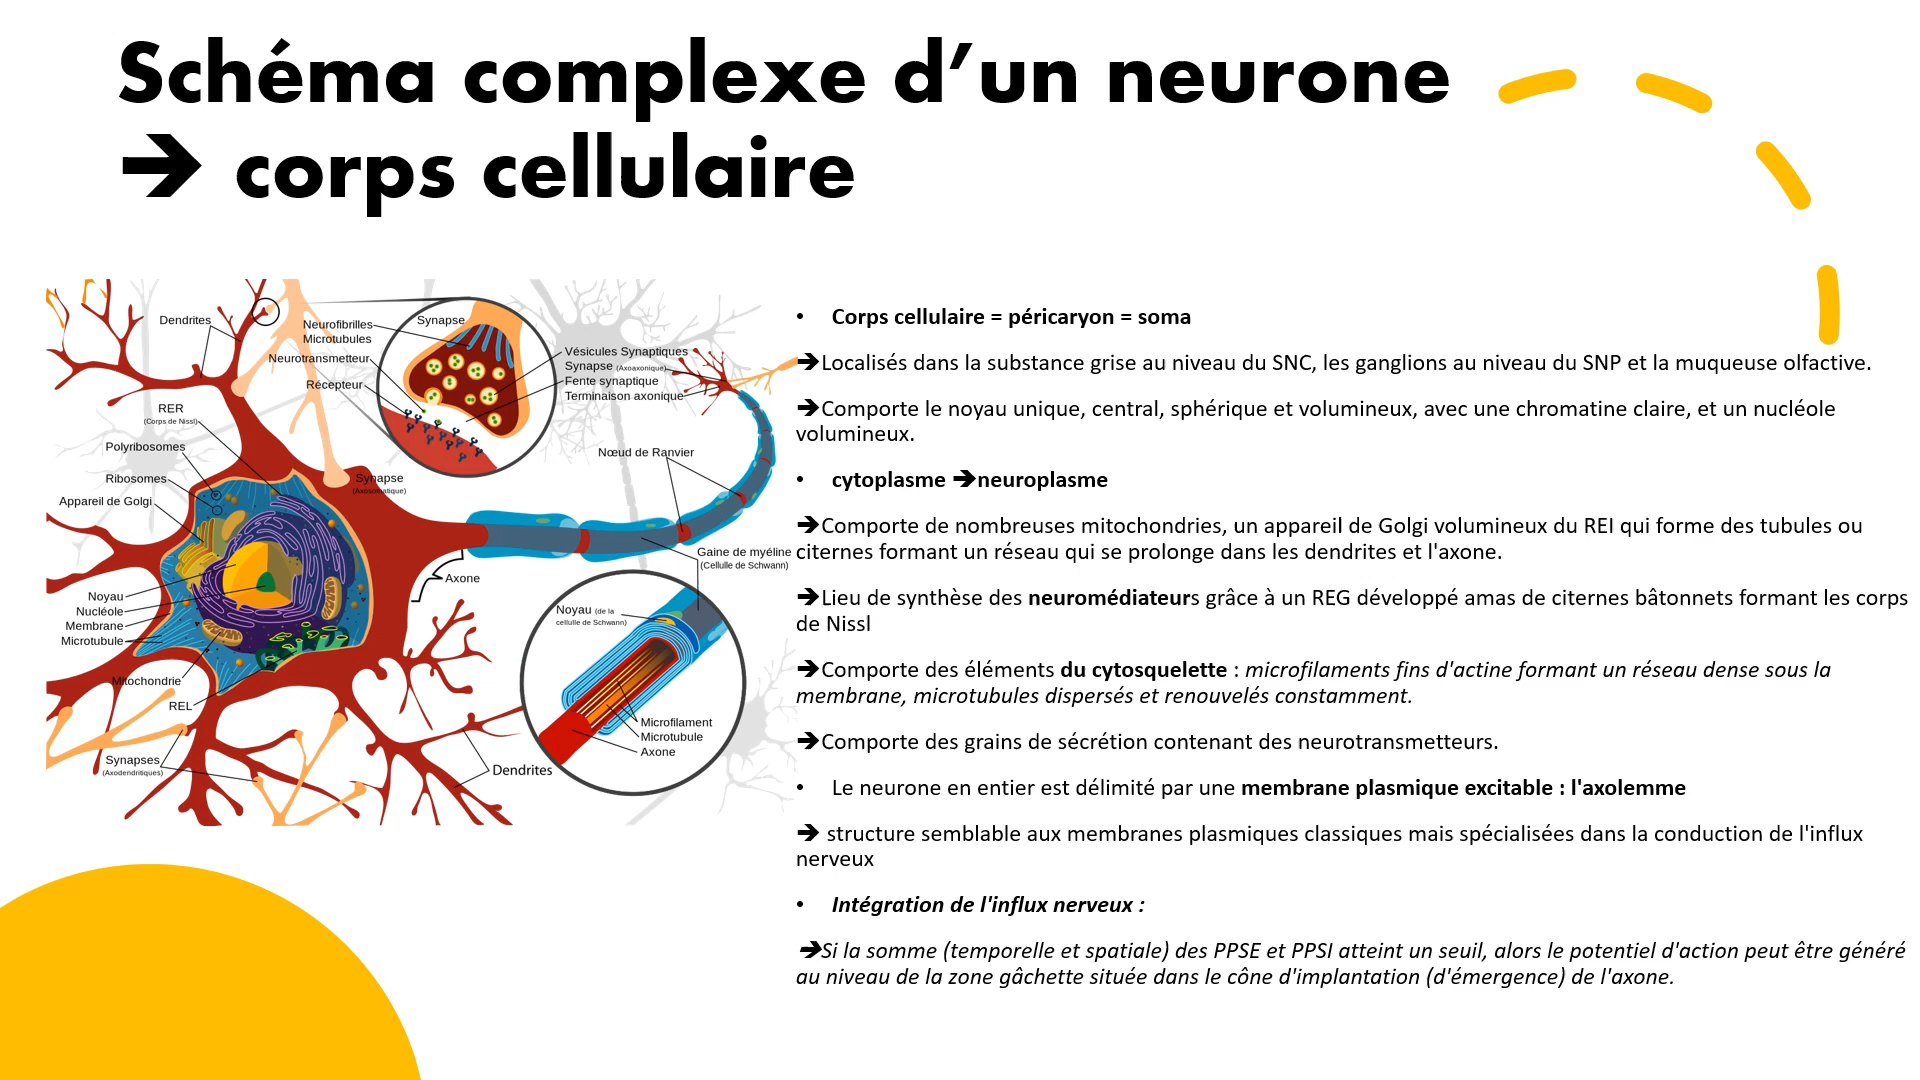 Schéma complexe d’un neurone
➔ corps cellulaire
Dendrites
Neurofibrilles
Microtubules
Neurotransmetteur
Récepteur
Synapse
Vésicules Synaptiques
Synapse (Axoaxonique)
Fente synaptique
Terminaison axonique
RER
(Corps de Nissl)
Polyribosomes
Ribosomes
Appareil de Golgi
Synapse
(Axosomatique)
Nœud de Ranvier
Gaine de myéline
(Cellulle de Schwann)
Axone
Noyau
Nucléole
Membrane
Microtubule
Mitochondrie
REL
Synapses
(Axodendritiques)
Dendrites
Noyau (de la
cellulle de Schwann)
Microfilament
Microtubule
Axone
• Corps cellulaire = péricaryon = soma
➔Localisés dans la substance grise au niveau du SNC, les ganglions au niveau du SNP et la muqueuse olfactive.
➔Comporte le noyau unique, central, sphérique et volumineux, avec une chromatine claire, et un nucléole
volumineux.
• cytoplasme ➔neuroplasme
➔Comporte de nombreuses mitochondries, un appareil de Golgi volumineux du REI qui forme des tubules ou
citernes formant un réseau qui se prolonge dans les dendrites et l'axone.
➔Lieu de synthèse des neuromédiateurs grâce à un REG développé amas de citernes bâtonnets formant les corps
de Nissl
➔Comporte des éléments du cytosquelette : microfilaments fins d'actine formant un réseau dense sous la
membrane, microtubules dispersés et renouvelés constamment.
➔Comporte des grains de sécrétion contenant des neurotransmetteurs.
• Le neurone en entier est délimité par une membrane plasmique excitable : l'axolemme
➔ structure semblable aux membranes plasmiques classiques mais spécialisées dans la conduction de l'influx
nerveux
• Intégration de l'influx nerveux :
➔Si la somme (temporelle et spatiale) des PPSE et PPSI atteint un seuil, alors le potentiel d'action peut être généré
au niveau de la zone gâchette située dans le cône d'implantation (d'émergence) de l'axone.